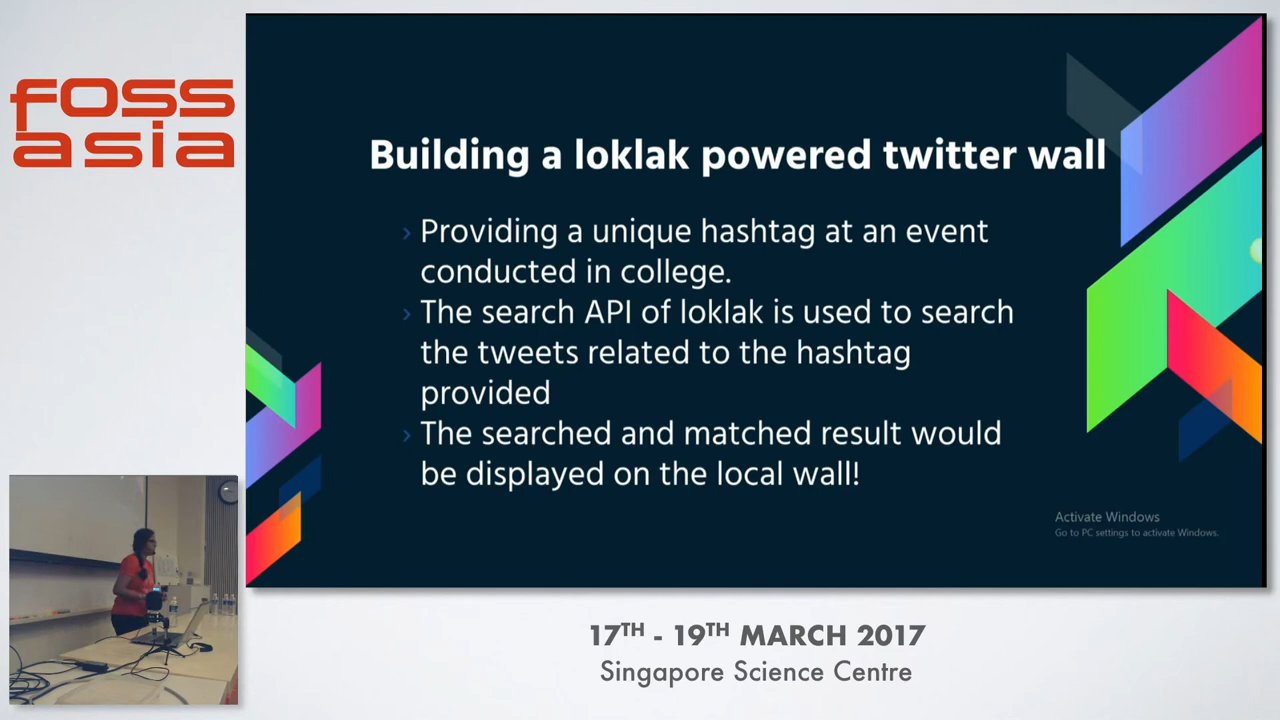 foss
asia
Building a loklak powered twitter wall
› Providing a unique hashtag at an event
conducted in college.
› The search API of loklak is used to search
the tweets related to the hashtag
provided
› The searched and matched result would
be displayed on the local wall!
Activate Windows
Go to PC settings to activate Windows.
17TH - 19TH MARCH 2017
Singapore Science Centre